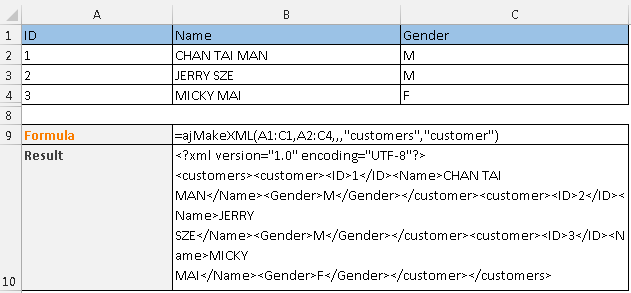 A B C
1 ID Name Gender
2 1 CHAN TAI MAN M
3 2 JERRY SZE M
4 3 MICKY MAI F
8
9 Formula =ajMakeXML(A1:C1,A2:C4,,,"customers","customer")
Result <?xml version="1.0" encoding="UTF-8"?>
<customers><customer><ID>1</ID><Name>CHAN TAI
MAN</Name><Gender>M</Gender></customer><customer><ID>2</ID><
Name>JERRY
SZE</Name><Gender>M</Gender></customer><customer><ID>3</ID><N
ame>MICKY
10 MAI</Name><Gender>F</Gender></customer></customers>